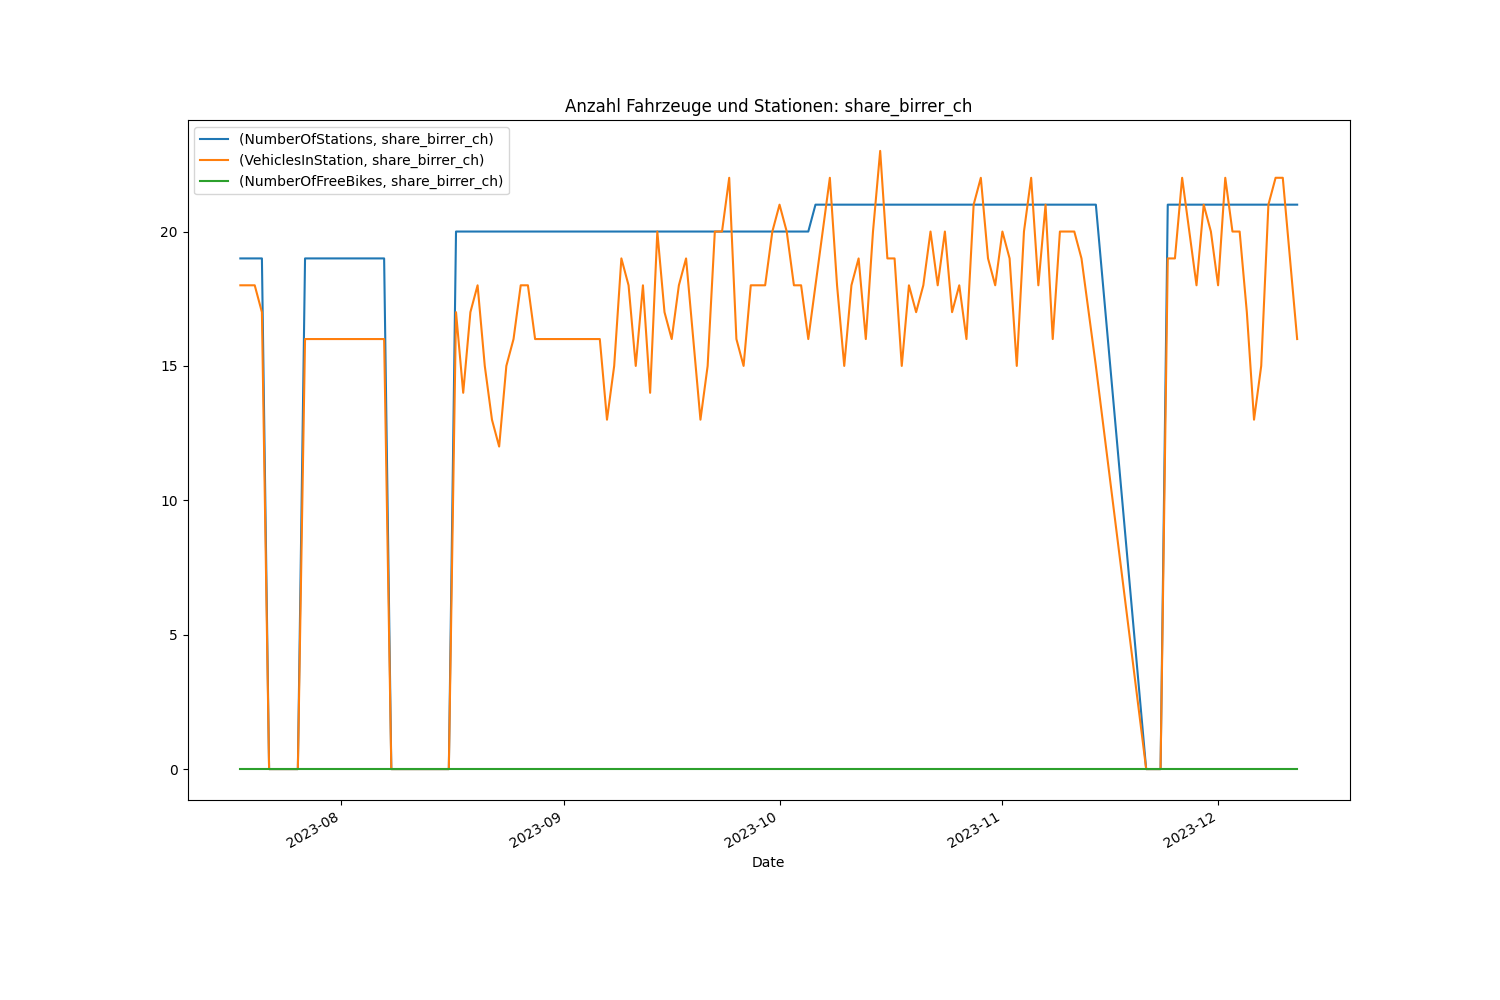 Anzahl Fahrzeuge und Stationen: share_birrer_ch
(NumberOfStations, share_birrer_ch)
(VehiclesInStation, share_birrer_ch)
(NumberOfFreeBikes, share_birrer_ch)
20
15
10
5
0
2023-08
2023-09
2023-10
2023-11
2023-12
Date